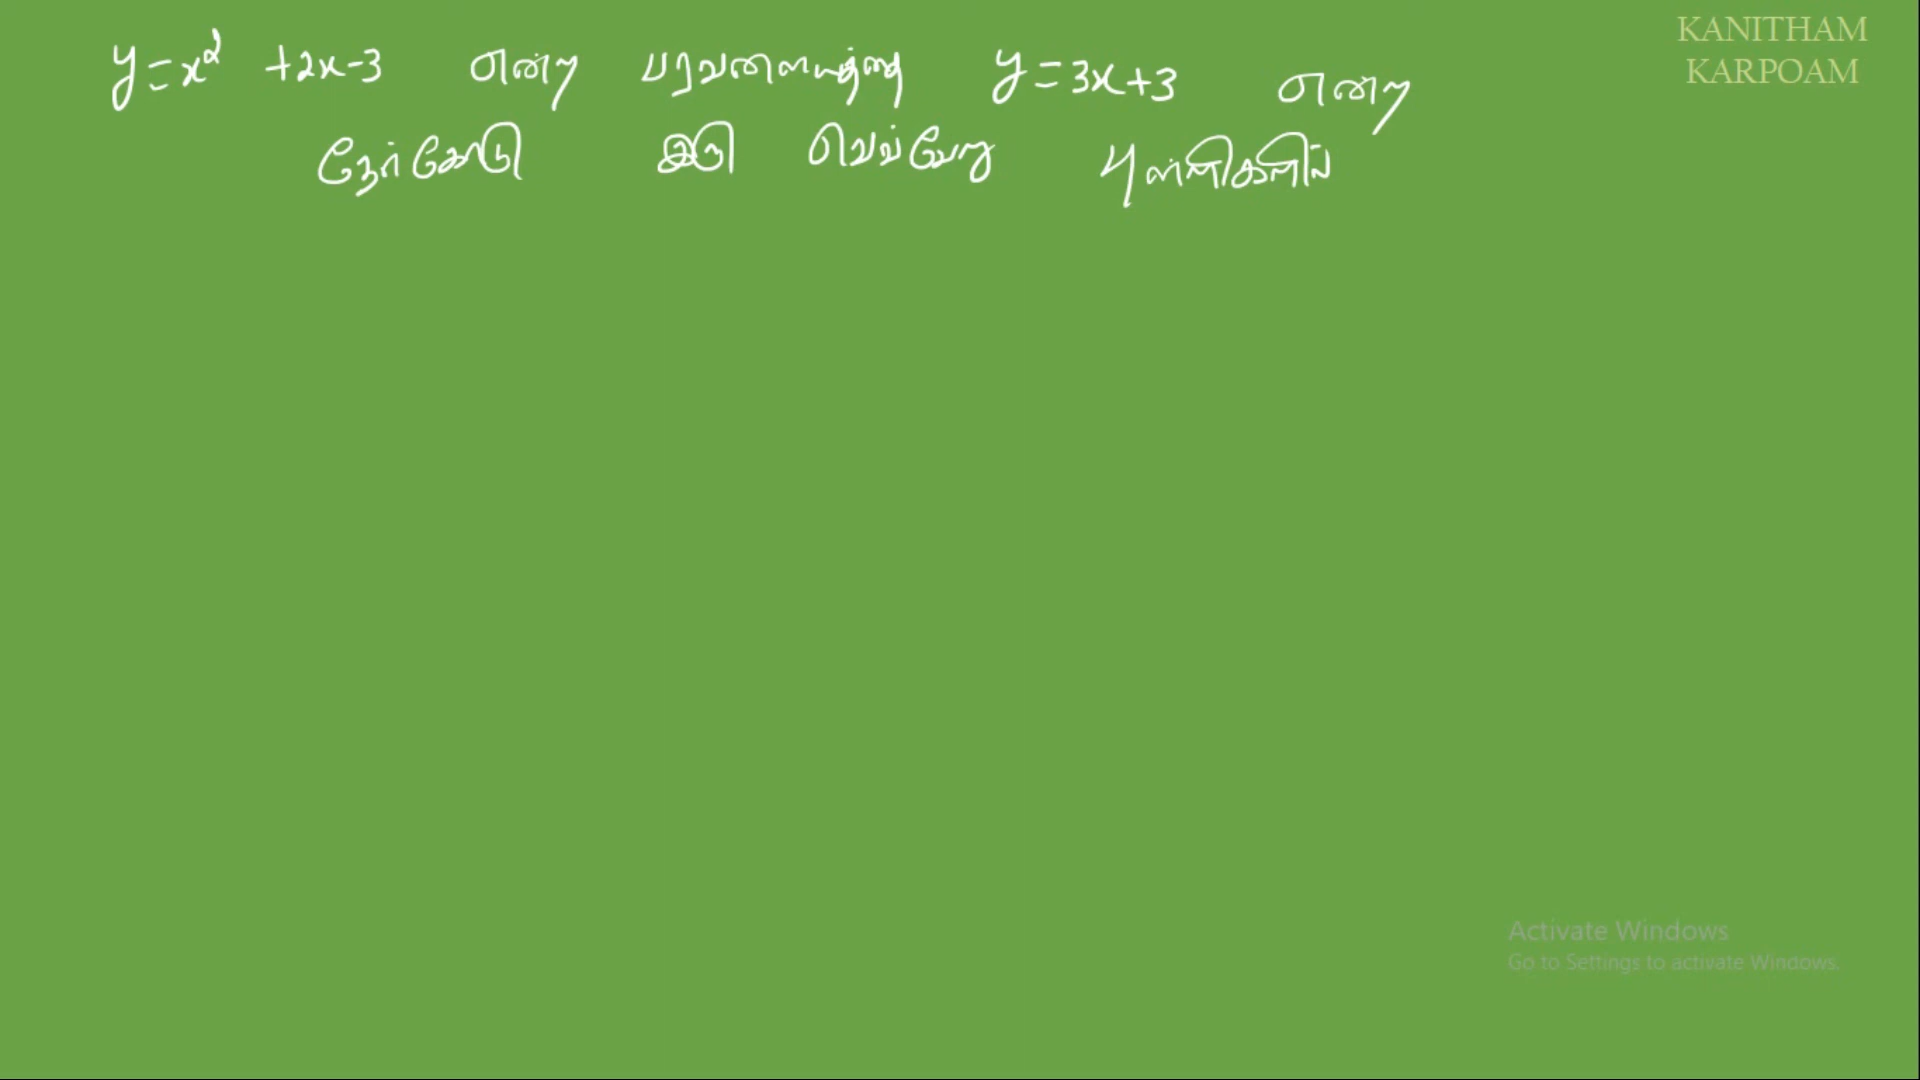 y=x² +2x-3 என்ற பரவளையத்தை y=3x+3 என்ற
நேர்கோடு இரு வெவ்வேறு புள்ளிகளில்
KANITHAM
KARPOAM
Activate Windows
Go to Settings to activate Windows.